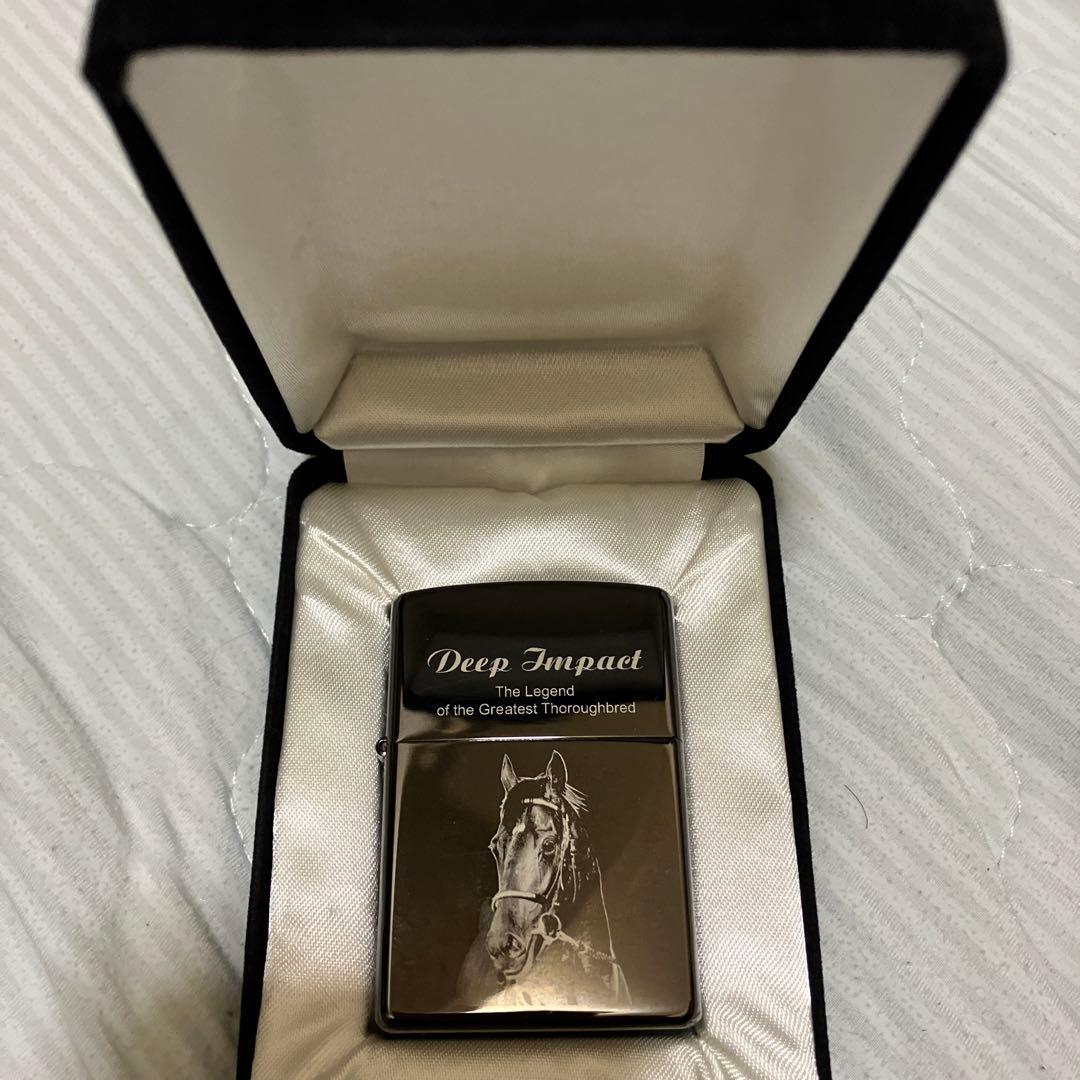 Deep Impact
The Legend
of the Greatest Thoroughbred